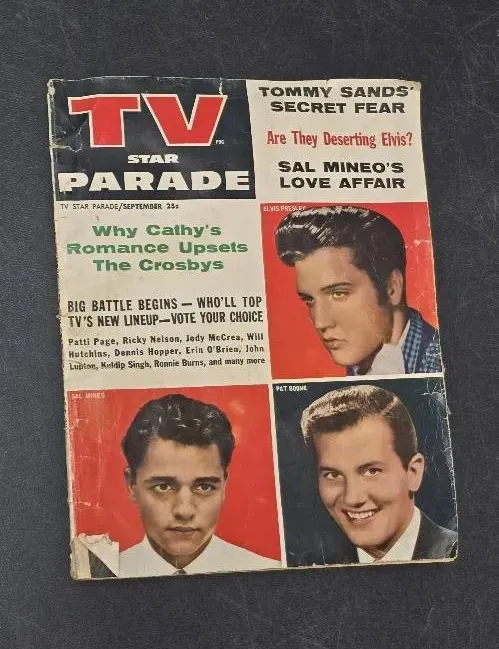 TV
STAR
PARADE
TV STAR PARADE/SEPTEMBER 25¢
TOMMY SANDS'
SECRET FEAR
Are They Deserting Elvis?
SAL MINEO'S
LOVE AFFAIR
Why Cathy's
Romance Upsets
The Crosbys
BIG BATTLE BEGINS — WHO'LL TOP
TV'S NEW LINEUP—VOTE YOUR CHOICE
Patti Page, Ricky Nelson, Jody McCrea, Will
Hutchins, Dennis Hopper, Erin O'Brien, John
Lupton, Kuldip Singh, Ronnie Burns, and many more
ELVIS PRESLEY
SAL MINEO
PAT BOONE